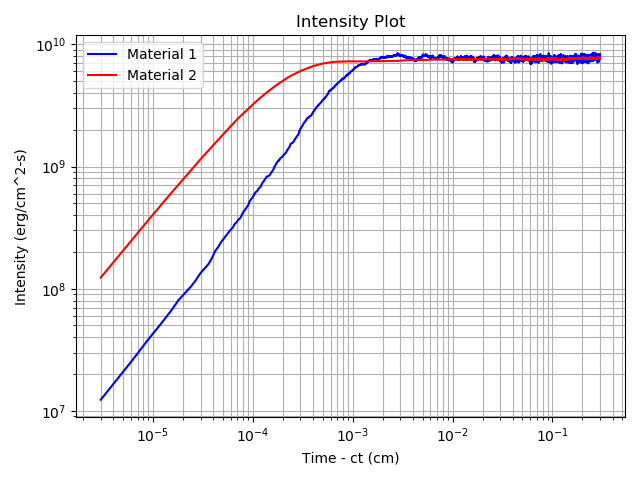 Intensity Plot
Material 1
Material 2
Intensity (erg/cm^2-s)
10^10
10^9
10^8
10^7
10^-5
10^-4
10^-3
10^-2
10^-1
Time - ct (cm)